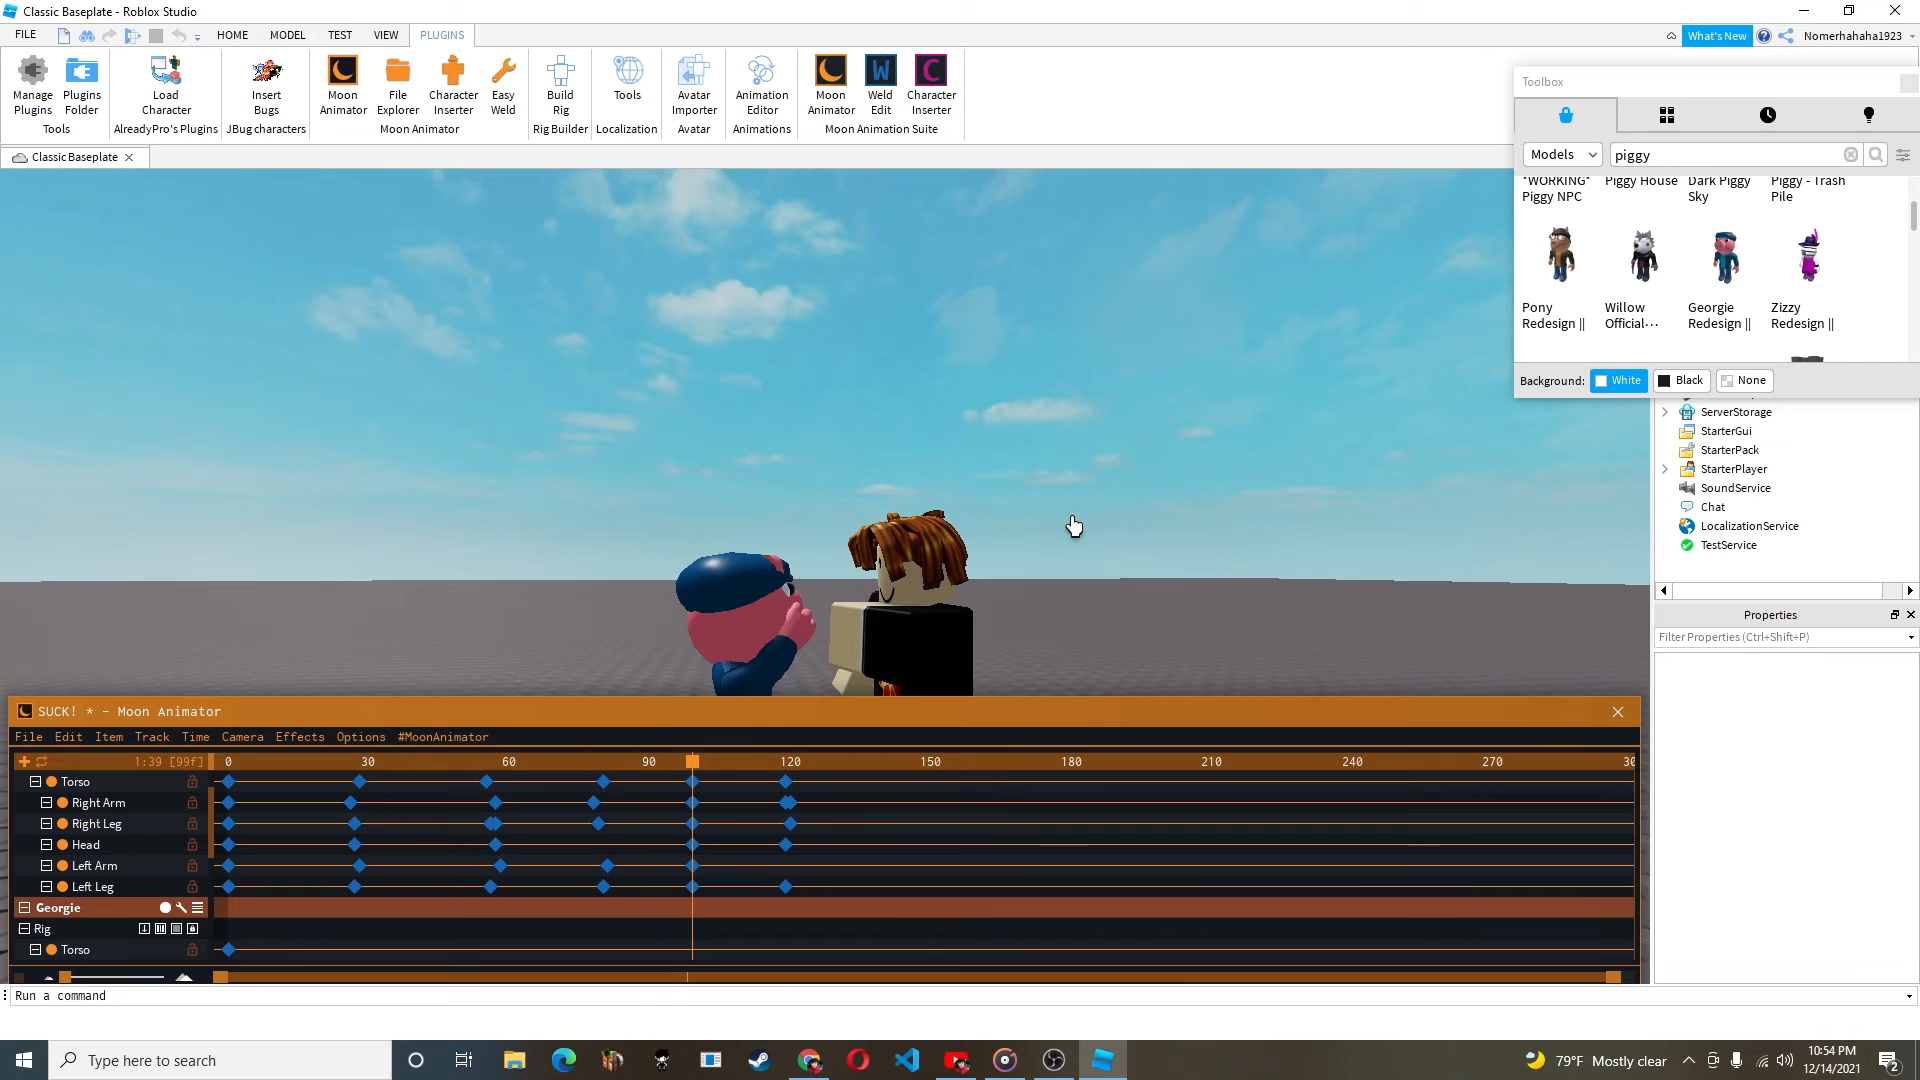 Classic Baseplate - Roblox Studio
FILE HOME MODEL TEST VIEW PLUGINS What's New Nomerhahaha1923
Manage Plugins
Plugins Folder
Load Character
Insert Bugs
Moon Animator
File Explorer
Character Inserter
Easy Weld
Build Rig
Tools
Avatar Importer
Animation Editor
Moon Animator
Weld Edit
Character Inserter
Tools AlreadyPro's Plugins JBug characters Moon Animator Rig Builder Localization Avatar Animations Moon Animation Suite
Classic Baseplate
Toolbox
Models piggy
*WORKING* Piggy NPC
Piggy House
Dark Piggy Sky
Piggy - Trash Pile
Pony Redesign ||
Willow Official...
Georgie Redesign ||
Zizzy Redesign ||
Background: White Black None
ServerStorage
StarterGui
StarterPack
StarterPlayer
SoundService
Chat
LocalizationService
TestService
Properties
Filter Properties (Ctrl+Shift+P)
SUCK! * - Moon Animator
File Edit Item Track Time Camera Effects Options #MoonAnimator
1:39 [99f] 0 30 60 90 120 150 180 210 240 270 30
Torso
Right Arm
Right Leg
Head
Left Arm
Left Leg
Georgie
Rig
Torso
Run a command
Type here to search
79°F Mostly clear
10:54 PM
12/14/2021
2